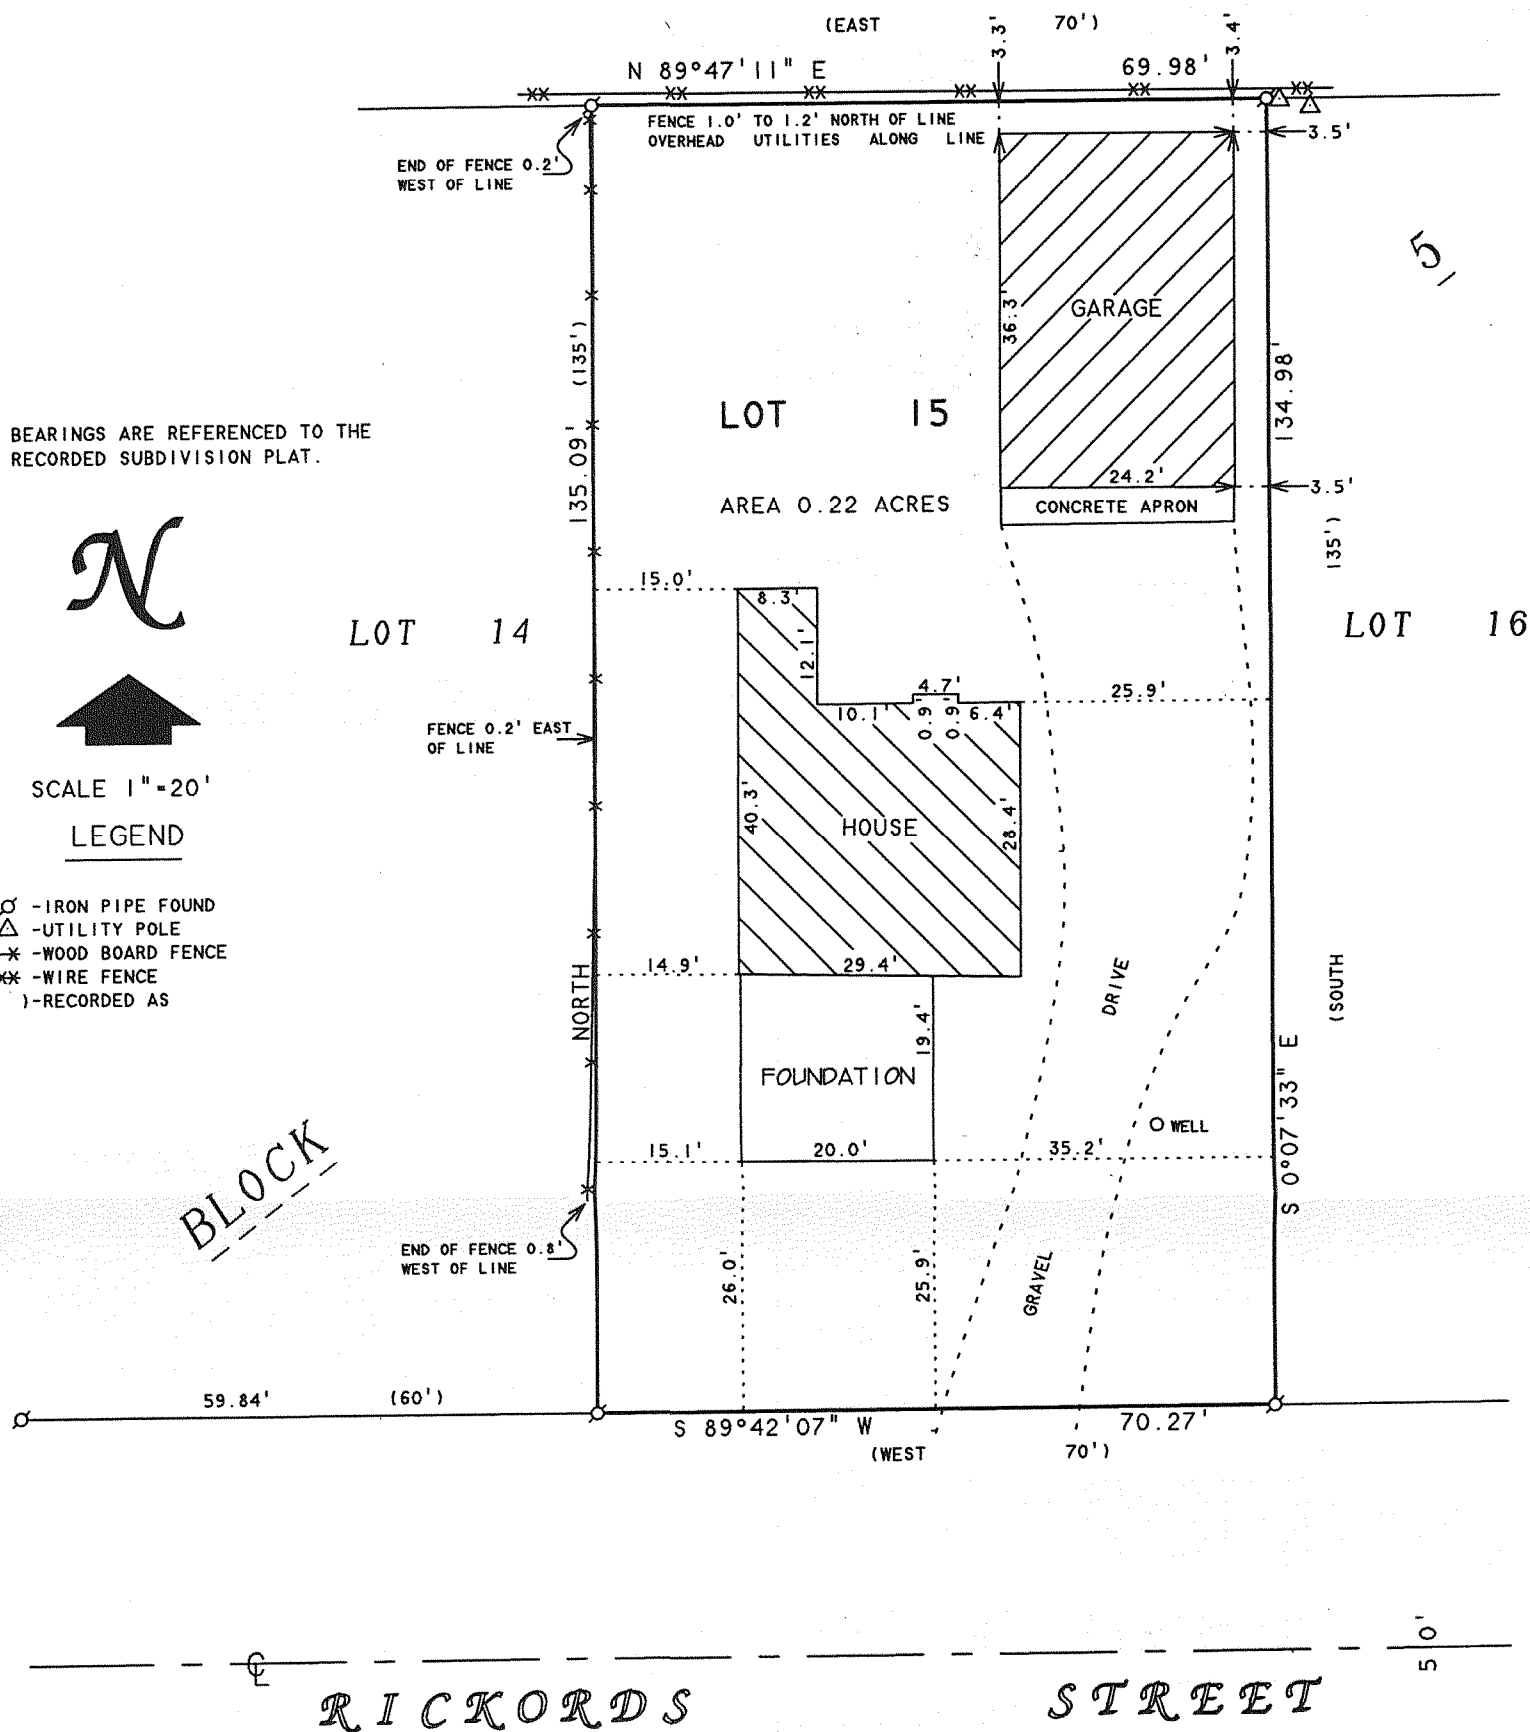 (EAST 70')
3.3'
3.4'
N 89°47'11" E 69.98'
FENCE 1.0' TO 1.2' NORTH OF LINE
OVERHEAD UTILITIES ALONG LINE
3.5'
END OF FENCE 0.2'
WEST OF LINE
5
36.3'
GARAGE
(135')
135.09'
134.98'
LOT 15
BEARINGS ARE REFERENCED TO THE
RECORDED SUBDIVISION PLAT.
24.2'
3.5'
AREA 0.22 ACRES
CONCRETE APRON
135')
N
15.0'
8.3'
LOT 14
12.1'
LOT 16
4.7'
25.9'
10.1'
0.9'
0.9'
6.4'
FENCE 0.2' EAST
OF LINE
SCALE 1"=20'
40.3'
28.4'
HOUSE
LEGEND
-IRON PIPE FOUND
-UTILITY POLE
-WOOD BOARD FENCE
-WIRE FENCE
)-RECORDED AS
14.9'
29.4'
NORTH
DRIVE
(SOUTH
19.4'
FOUNDATION
S 0°07'33" E
WELL
BLOCK
15.1'
20.0'
35.2'
END OF FENCE 0.8'
WEST OF LINE
26.0'
25.9'
GRAVEL
59.84' (60')
S 89°42'07" W 70.27'
(WEST 70')
50'
CL
RICKORDS STREET